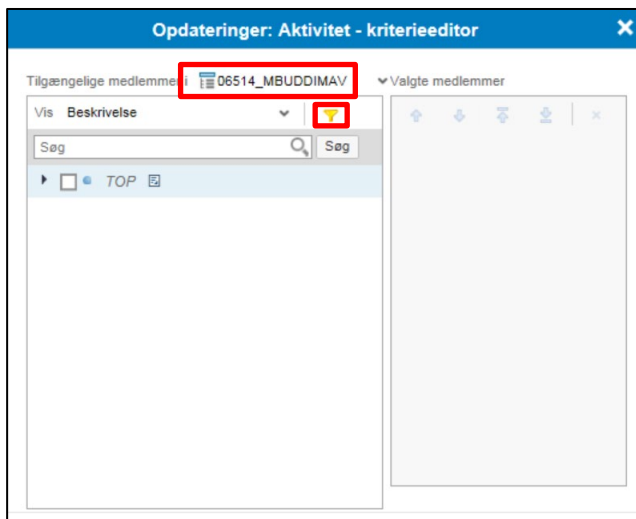 Opdateringer: Aktivitet - kriterieeditor
Tilgængelige medlemmer i 06514_MBUDDIMAV
Valgte medlemmer
Vis Beskrivelse
Søg Søg
TOP